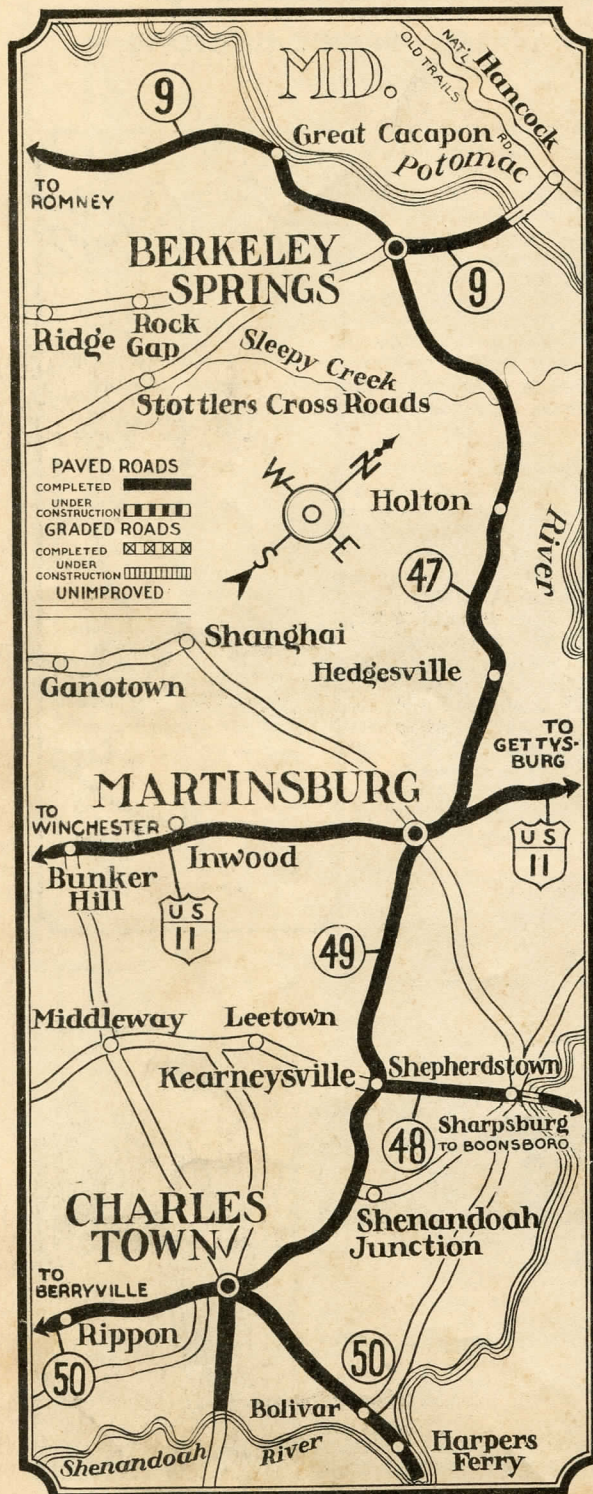 MD.
NAT'L
OLD TRAILS
RD.
Hancock
9
Great Cacapon
Potomac
TO
ROMNEY
BERKELEY
SPRINGS
9
Ridge
Rock
Gap
Sleepy Creek
Stottlers Cross Roads
PAVED ROADS
COMPLETED
UNDER
CONSTRUCTION
GRADED ROADS
COMPLETED
UNDER
CONSTRUCTION
UNIMPROVED
W
N
S
E
Holton
River
47
Shanghai
Ganotown
Hedgesville
TO
GETTYS-
BURG
MARTINSBURG
TO
WINCHESTER
Inwood
Bunker
Hill
US
11
US
11
49
Middleway
Leetown
Kearneysville
Shepherdstown
48
Sharpsburg
TO BOONSBORO
CHARLES
TOWN
Shenandoah
Junction
TO
BERRYVILLE
Rippon
50
50
Bolivar
Harpers
Ferry
Shenandoah
River